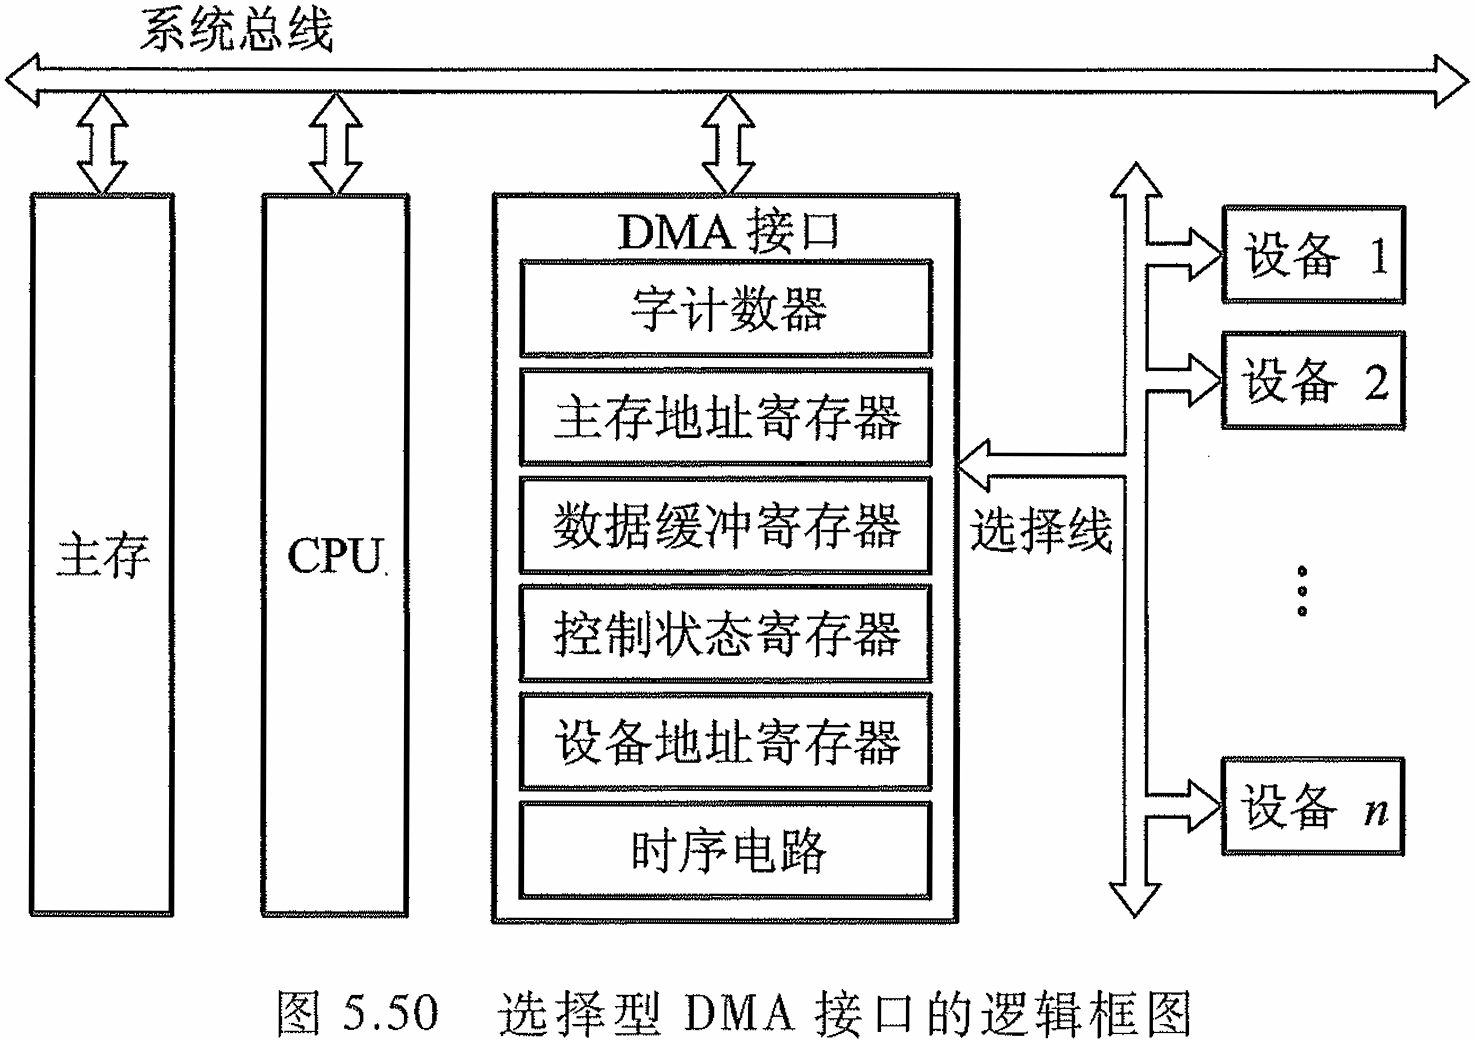 系统总线
主存
CPU
DMA 接口
字计数器
主存地址寄存器
数据缓冲寄存器
控制状态寄存器
设备地址寄存器
时序电路
选择线
设备 1
设备 2
设备 n
图 5.50 选择型 DMA 接口的逻辑框图